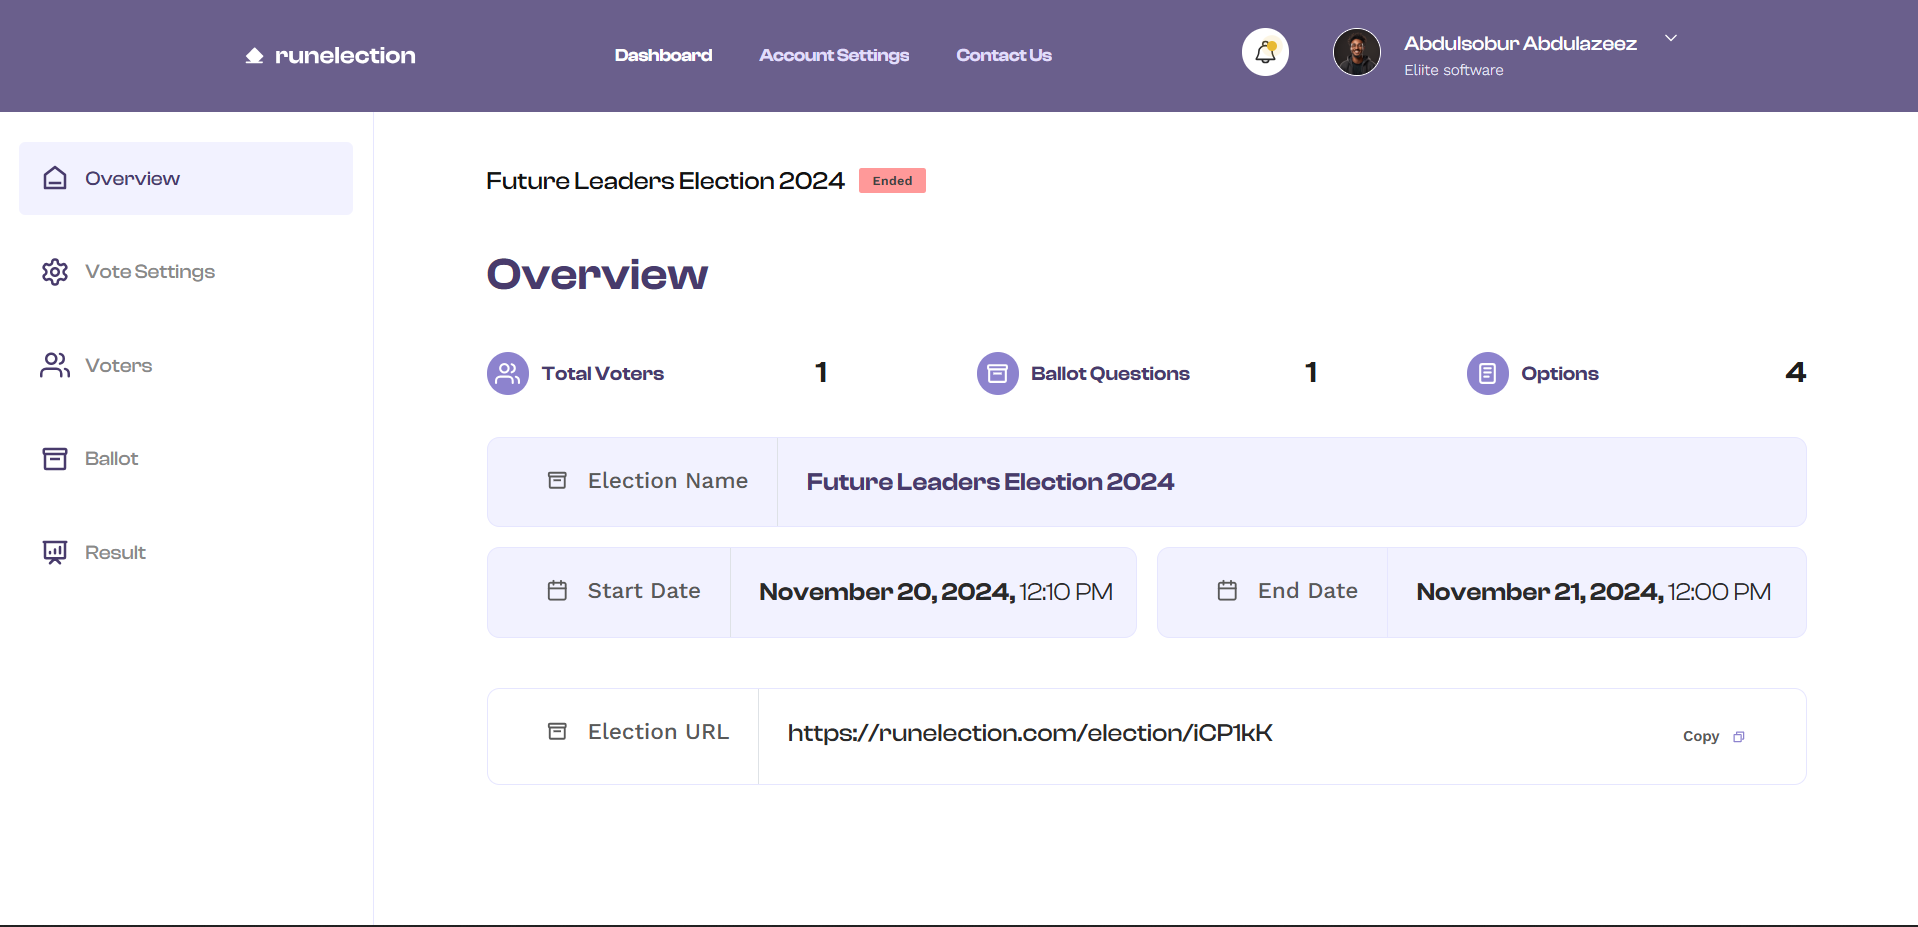 runelection
Dashboard
Account Settings
Contact Us
Abdulsobur Abdulazeez
Eliite software
Overview
Vote Settings
Voters
Ballot
Result
Future Leaders Election 2024
Ended
Overview
Total Voters
1
Ballot Questions
1
Options
4
Election Name
Future Leaders Election 2024
Start Date
November 20, 2024, 12:10 PM
End Date
November 21, 2024, 12:00 PM
Election URL
https://runelection.com/election/iCP1kK
Copy